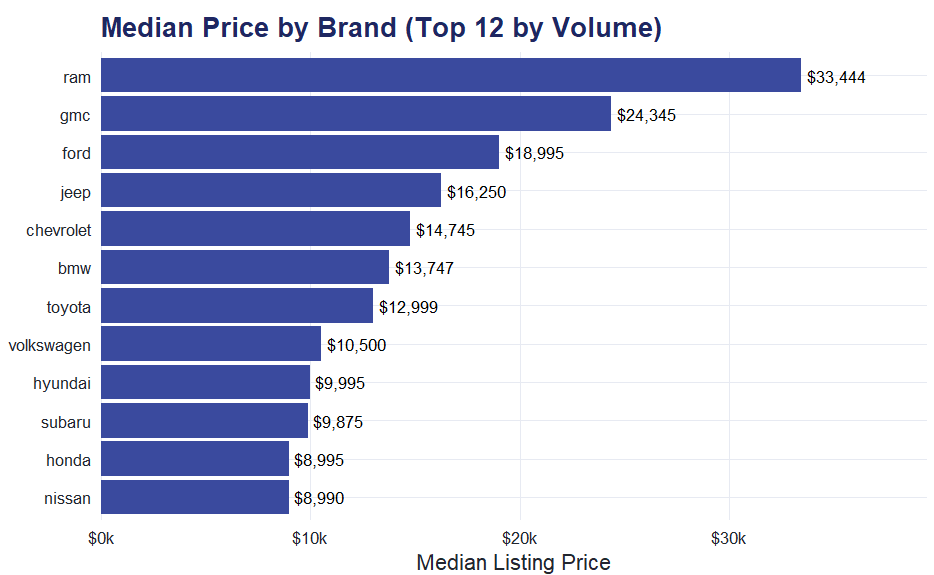 Median Price by Brand (Top 12 by Volume)
ram $33,444
gmc $24,345
ford $18,995
jeep $16,250
chevrolet $14,745
bmw $13,747
toyota $12,999
volkswagen $10,500
hyundai $9,995
subaru $9,875
honda $8,995
nissan $8,990
$0k $10k $20k $30k
Median Listing Price